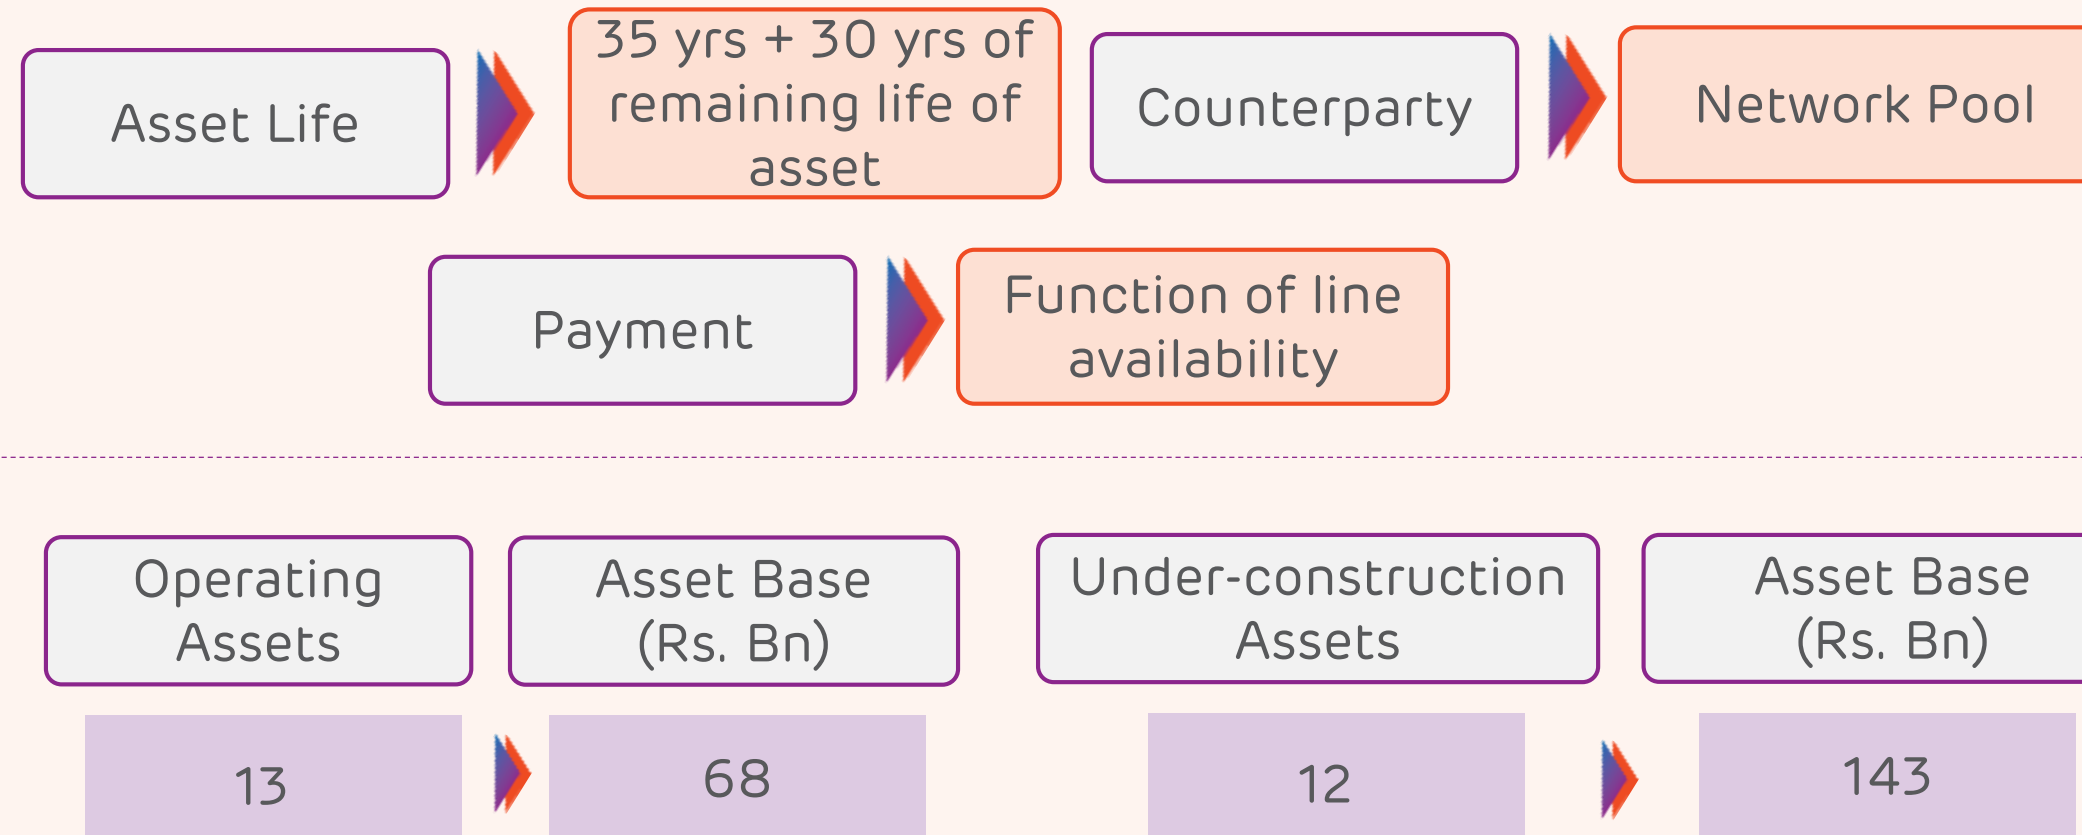 Asset Life
35 yrs + 30 yrs of
remaining life of
asset
Counterparty
Network Pool
Payment
Function of line
availability
Operating
Assets
Asset Base
(Rs. Bn)
Under-construction
Assets
Asset Base
(Rs. Bn)
13
68
12
143